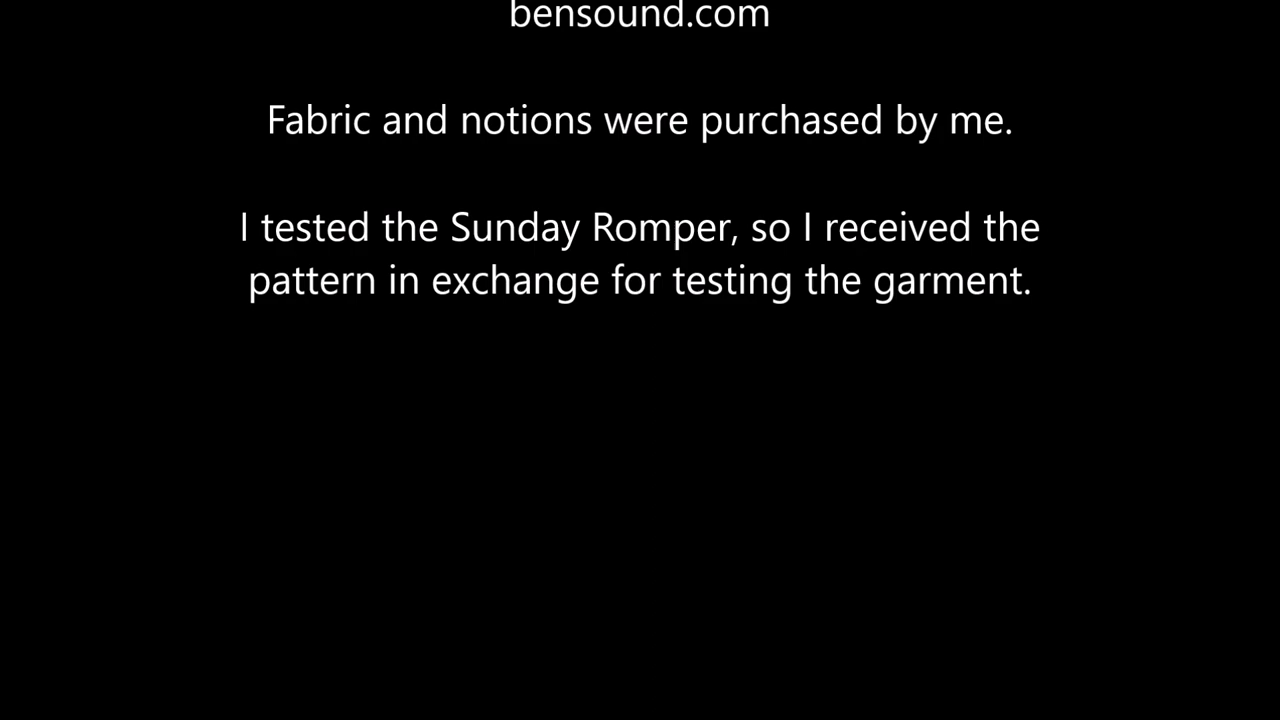 bensound.com
Fabric and notions were purchased by me.
I tested the Sunday Romper, so I received the
pattern in exchange for testing the garment.